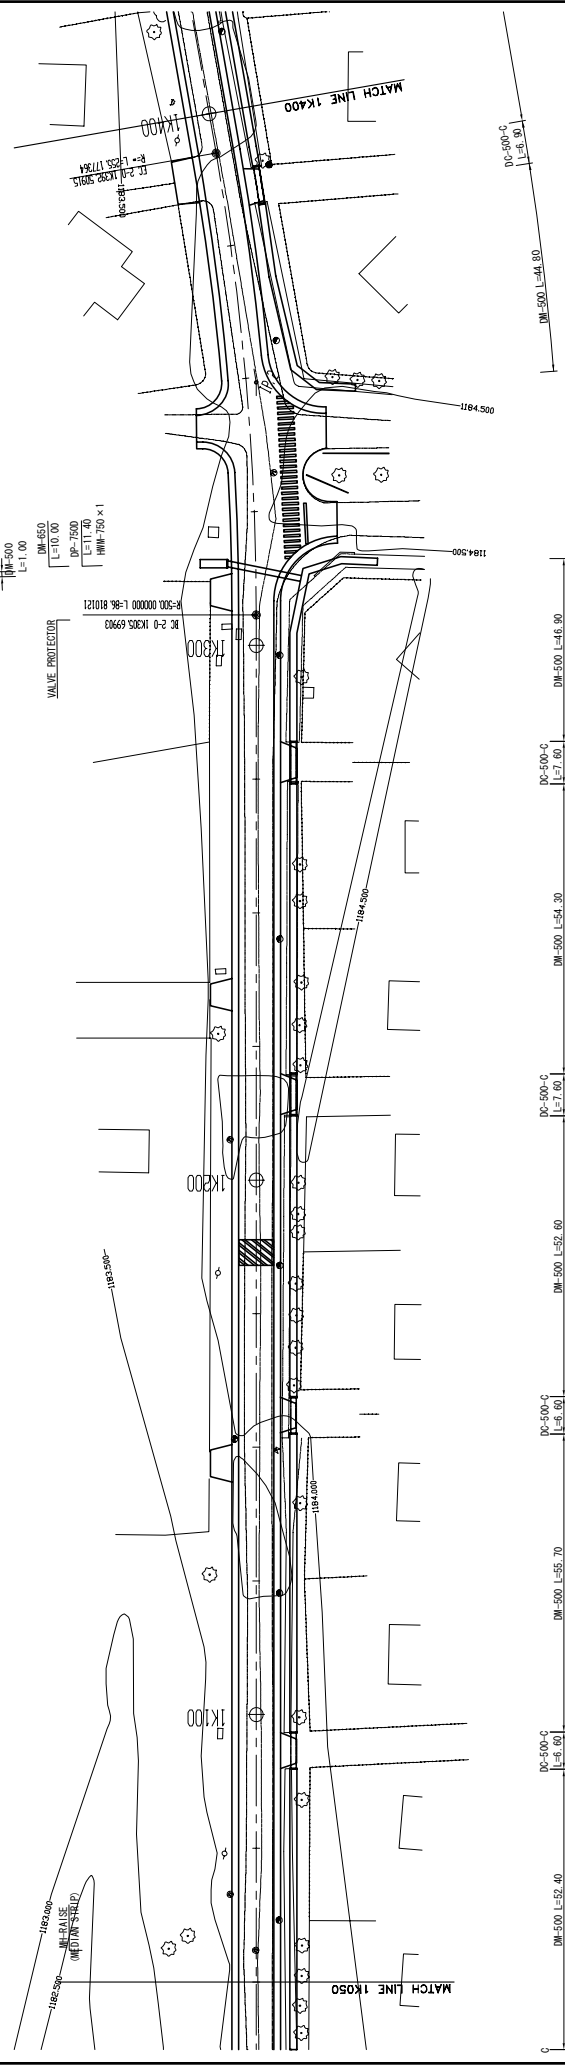 MATCH LINE 1K400
1K400
EC 2-0 1K392.50915
R=∞ L=255.177364
1183.500
DC-500-C
L=6.90
DM-500 L=44.80
1184.500
DM-500
L=1.00
DM-650
L=10.00
DP-750D
L=11.40
HWM-750×1
1184.500
VALVE PROTECTOR
BC 2-0 1K305.69903
R=500.000000 L=86.810121
1K300
DM-500 L=46.90
DC-500-C
L=7.60
1184.500
DM-500 L=54.30
DC-500-C
L=7.60
1K200
1183.500
DM-500 L=52.60
DC-500-C
L=6.60
1184.000
DM-500 L=55.70
1K100
DC-500-C
L=6.60
1183.000
MH-RAISE
(MEDIAN STRIP)
1182.500
DM-500 L=52.40
MATCH LINE 1K050
C